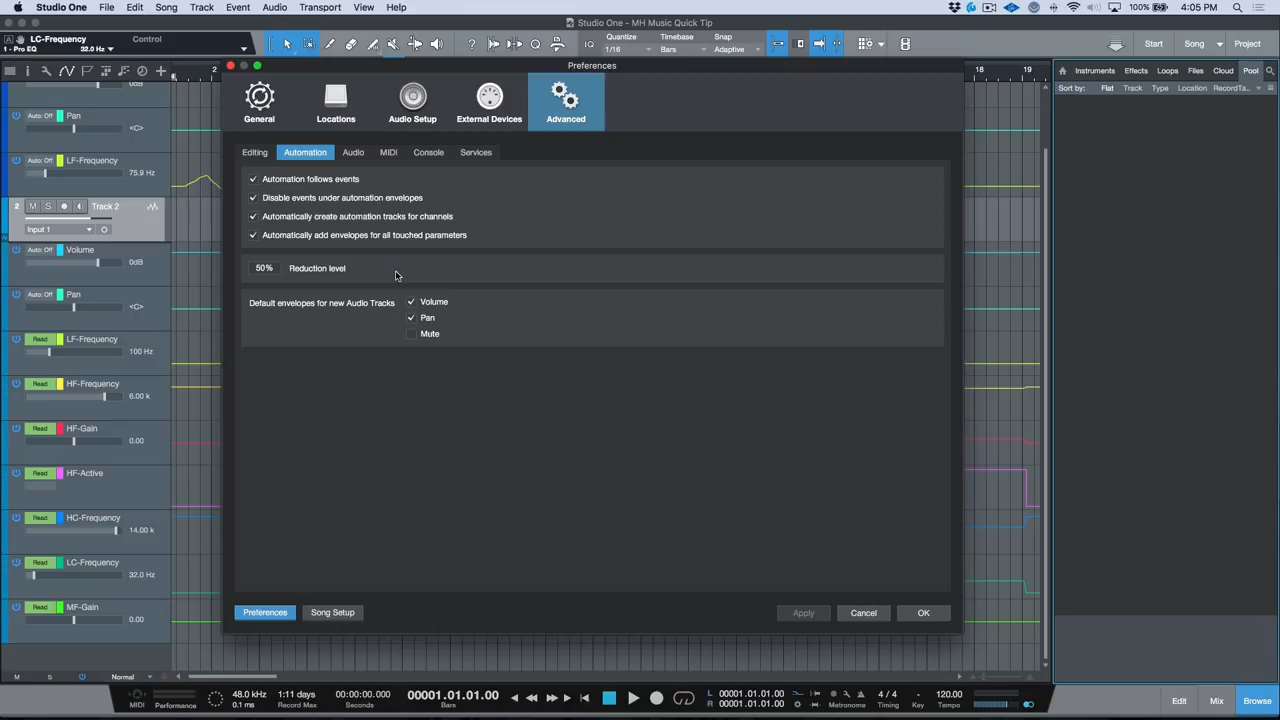 Studio One File Edit Song Track Event Audio Transport View Help 100% 4:05 PM
Studio One - MH Music Quick Tip
LC-Frequency Control
1 - Pro EQ 32.0 Hz
Quantize Timebase Snap
IQ 1/16 Bars Adaptive
Start Song Project
2 18 19
Preferences
Instruments Effects Loops Files Cloud Pool
Sort by: Flat Track Type Location RecordTa...
General Locations Audio Setup External Devices Advanced
Editing Automation Audio MIDI Console Services
Automation follows events
Disable events under automation envelopes
Automatically create automation tracks for channels
Automatically add envelopes for all touched parameters
50% Reduction level
Default envelopes for new Audio Tracks Volume
Pan
Mute
Preferences Song Setup Apply Cancel OK
0dB
Auto: Off Pan
<C>
Auto: Off LF-Frequency
75.9 Hz
2 M S Track 2
Input 1
Auto: Off Volume
0dB
Auto: Off Pan
<C>
Read LF-Frequency
100 Hz
Read HF-Frequency
6.00 k
Read HF-Gain
0.00
Read HF-Active
Read HC-Frequency
14.00 k
Read LC-Frequency
32.0 Hz
Read MF-Gain
0.00
M S Normal
MIDI Performance
48.0 kHz 1:11 days 00:00:00.000 00001.01.01.00
0.1 ms Record Max Seconds Bars
L 00001.01.01.00
R 00001.01.01.00
4 / 4 120.00
Metronome Timing Key Tempo
Edit Mix Browse